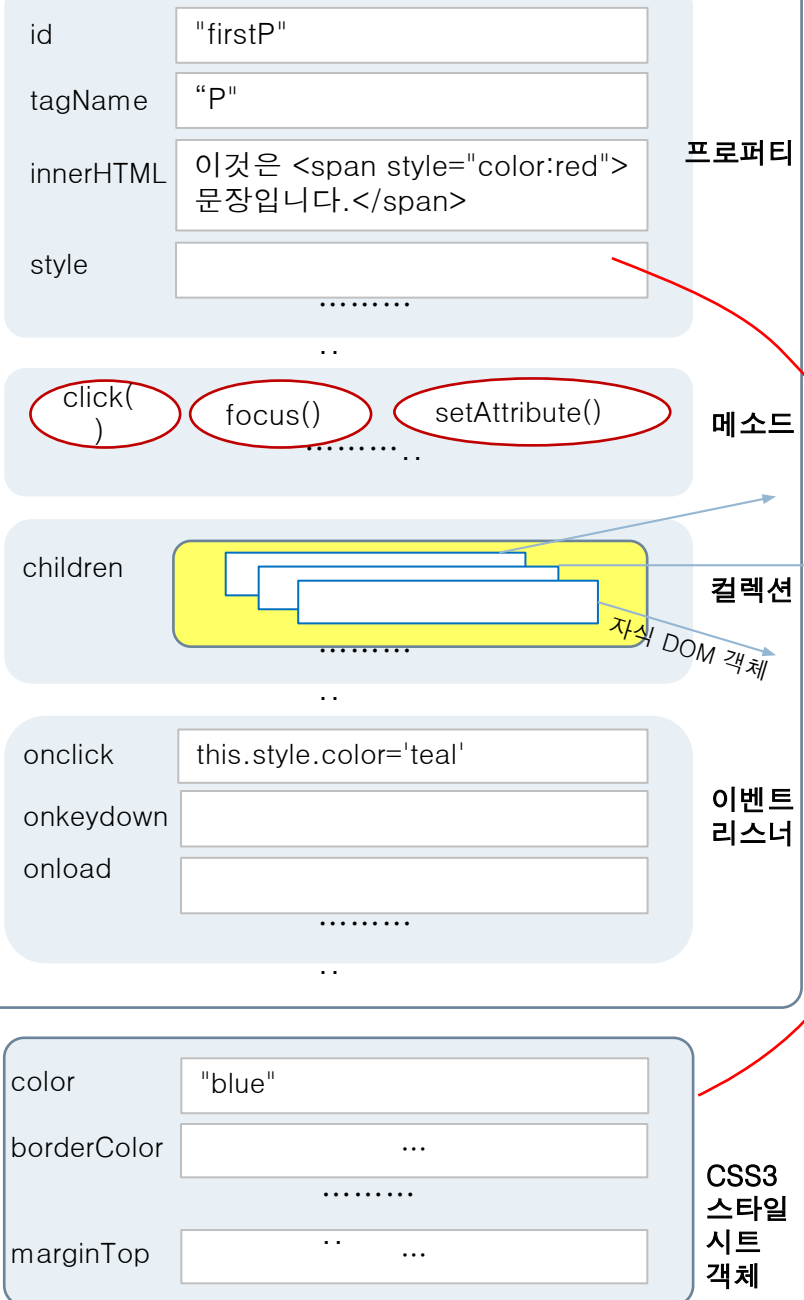 id
"firstP"
tagName
“P"
innerHTML
이것은 <span style="color:red">
문장입니다.</span>
style
………
..
프로퍼티
click(
)
focus()
setAttribute()
………..
메소드
children
………
..
컬렉션
자식 DOM 객체
onclick
this.style.color='teal'
onkeydown
onload
………
..
이벤트
리스너
color
"blue"
borderColor
…
………
..
marginTop
…
CSS3
스타일
시트
객체